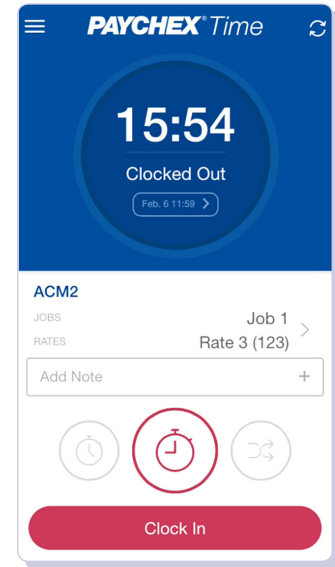 PAYCHEX® Time
15:54
Clocked Out
Feb. 6 11:59
ACM2
JOBS Job 1
RATES Rate 3 (123)
Add Note +
Clock In